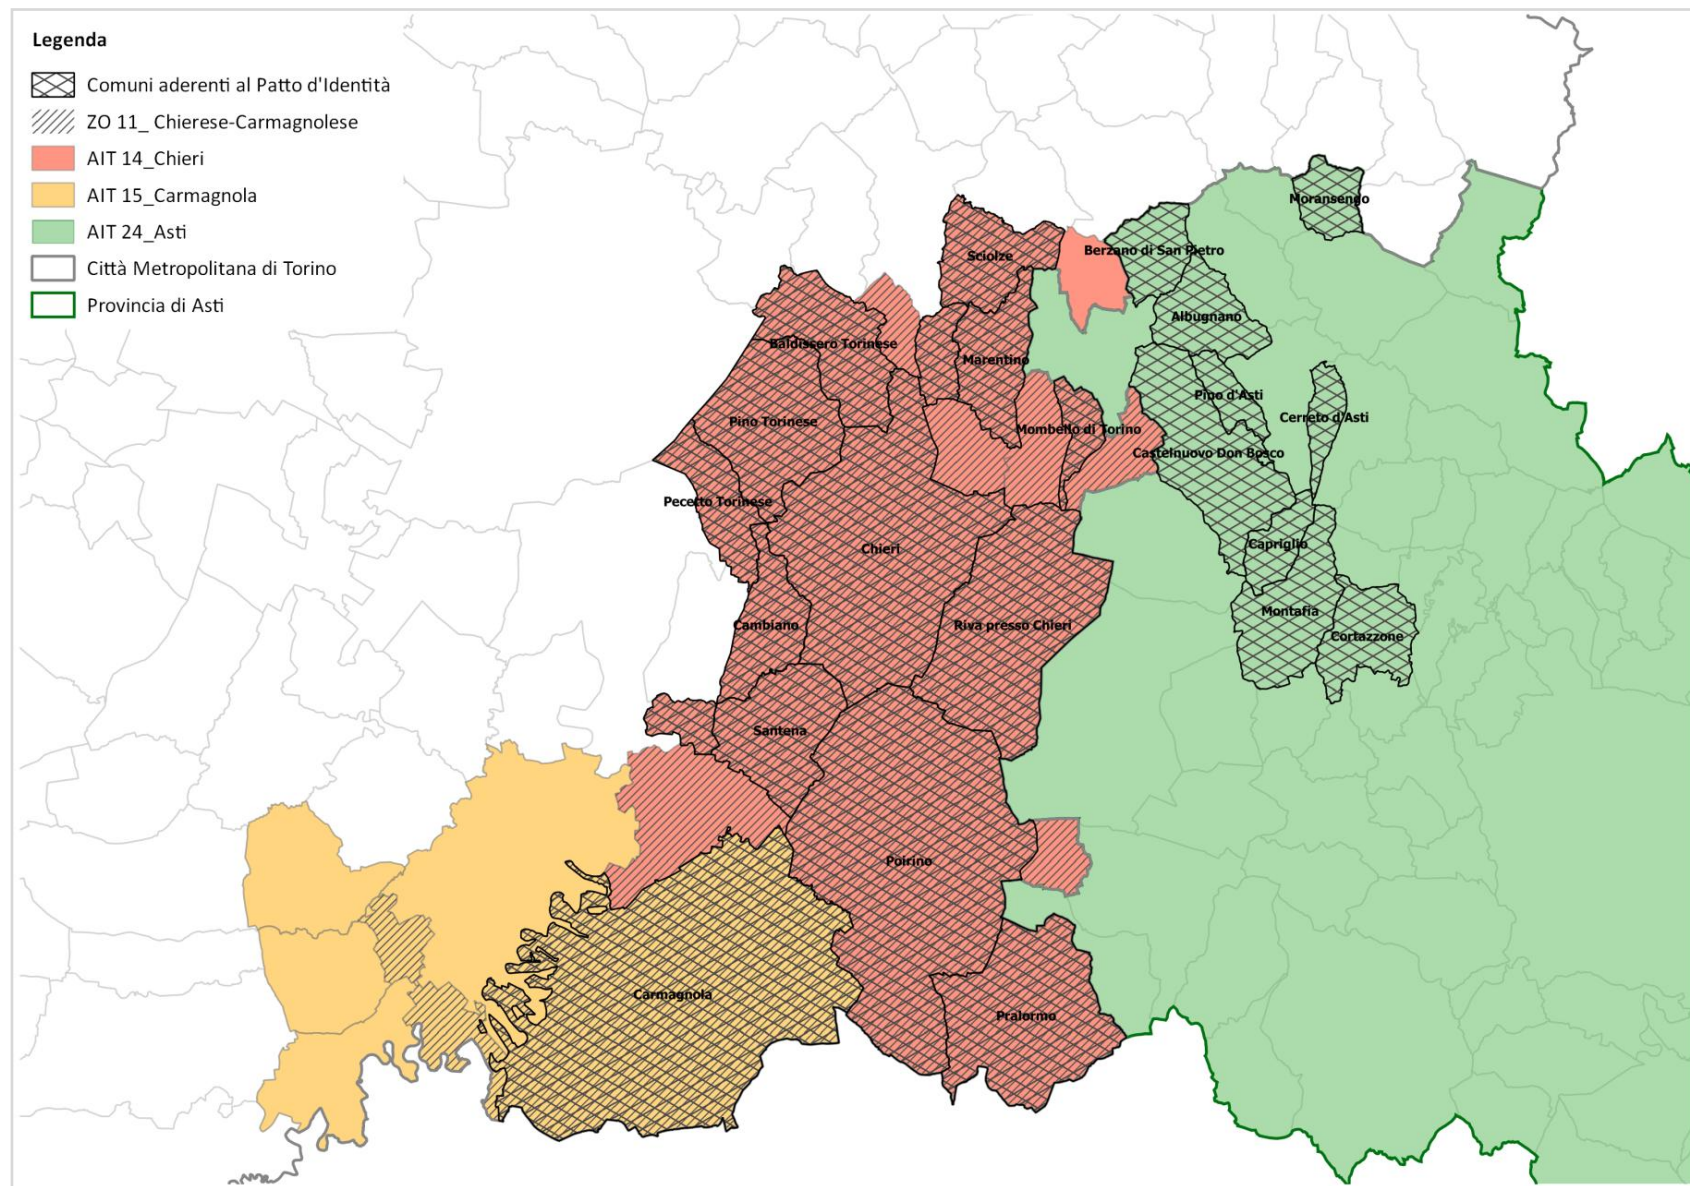 Legenda
Comuni aderenti al Patto d'Identità
ZO 11_ Chierese-Carmagnolese
AIT 14_Chieri
AIT 15_Carmagnola
AIT 24_Asti
Città Metropolitana di Torino
Provincia di Asti
Moransengo
Berzano di San Pietro
Sciolze
Albugnano
Baldissero Torinese
Marentino
Pino d'Asti
Cerreto d'Asti
Pino Torinese
Mombello di Torino
Castelnuovo Don Bosco
Pecetto Torinese
Chieri
Capriglio
Montafia
Cambiano
Riva presso Chieri
Cortazzone
Santena
Poirino
Carmagnola
Pralormo